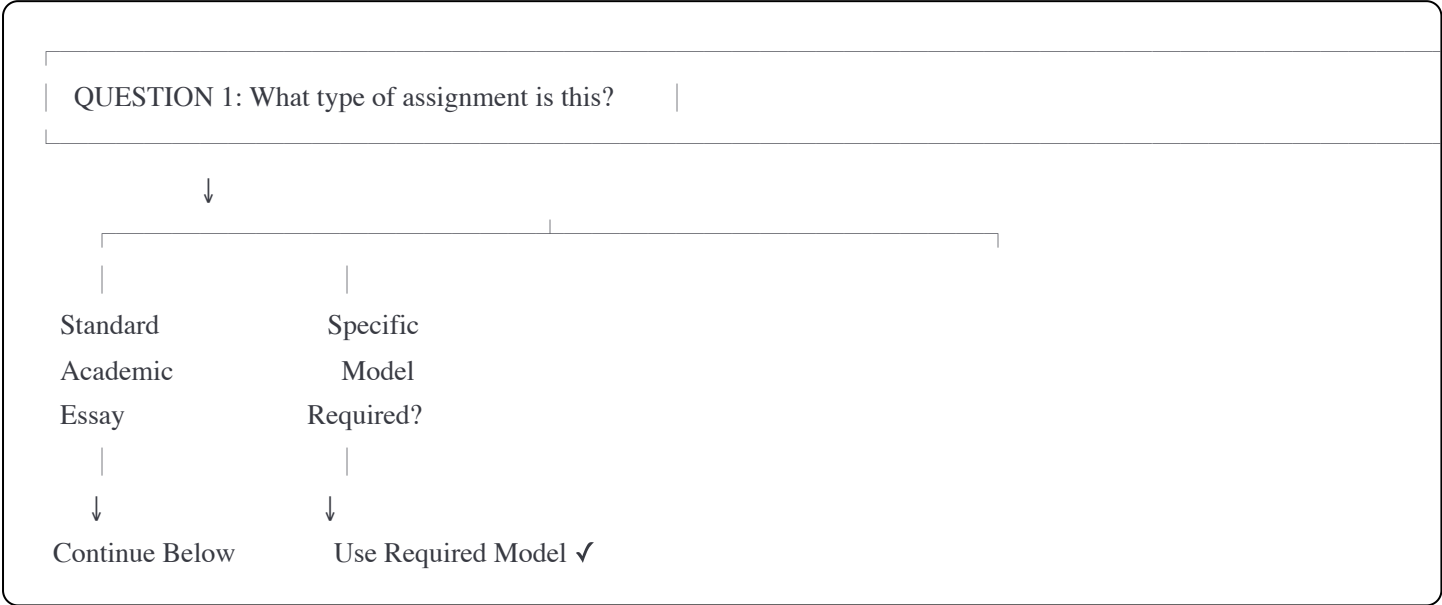 QUESTION 1: What type of assignment is this?
↓
Standard Specific
Academic Model
Essay Required?
↓ ↓
Continue Below Use Required Model ✓